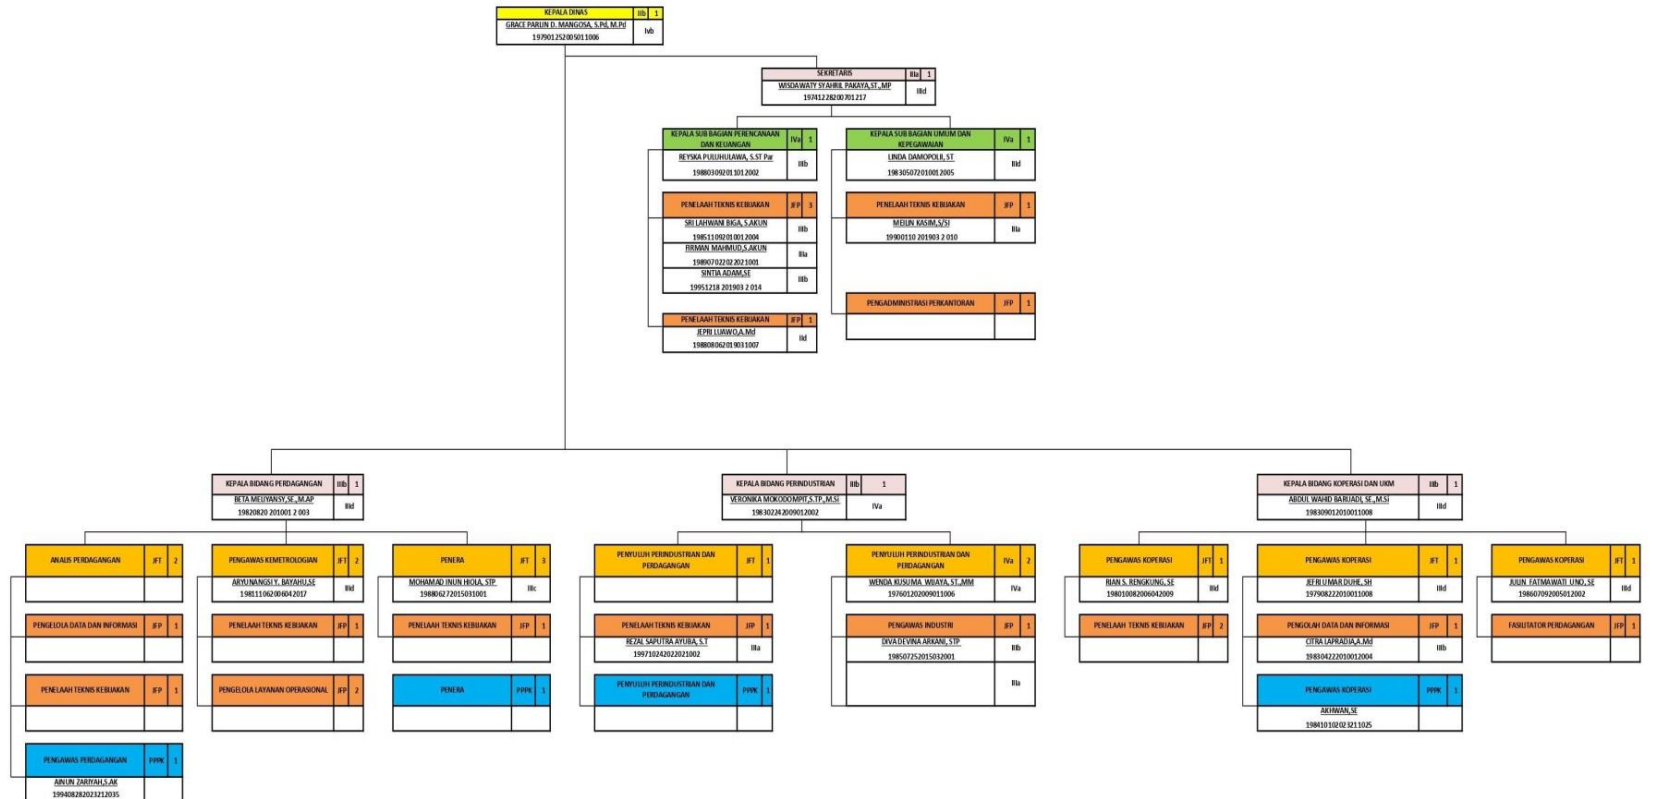 KEPALA DINAS IIb 1
GRACE PARLIN D. MANGOSA, S.Pd, M.Pd IVb
197901252005011006
SEKRETARIS IIIa 1
WISDAWATY SYAHRIL PAKAYA,ST.,MP IIId
19741228200701217
KEPALA SUB BAGIAN PERENCANAAN DAN KEUANGAN IVa 1
REYSKA PULUHULAWA, S.ST Par IIIb
198803092011012002
PENELAAH TEKNIS KEBIJAKAN JFP 3
SRI LAHWANI BIGA, S.AKUN IIIb
198511092010012004
FIRMAN MAHMUD,S.AKUN IIIa
198907022022021001
SINTIA ADAM,SE IIIb
19951218 201903 2 014
PENELAAH TEKNIS KEBIJAKAN JFP 1
JEPRI LUAWO,A.Md IId
198808062019031007
KEPALA SUB BAGIAN UMUM DAN KEPEGAWAIAN IVa 1
LINDA DAMOPOLII, ST IIId
198305072010012005
PENELAAH TEKNIS KEBIJAKAN JFP 1
MEILIN KASIM,S/SI IIIa
19900110 201903 2 010
PENGADMINISTRASI PERKANTORAN JFP 1
KEPALA BIDANG PERDAGANGAN IIIb 1
BETA MELIYANSY,SE.,M.AP IIId
19820820 201001 2 003
ANALIS PERDAGANGAN JFT 2
PENGELOLA DATA DAN INFORMASI JFP 1
PENELAAH TEKNIS KEBIJAKAN JFP 1
PENGAWAS PERDAGANGAN PPPK 1
AINUN ZARIYAH,S.AK
199408282023212035
PENGAWAS KEMETROLOGIAN JFT 2
ARYUNANGSI Y. BAYAHU,SE IIId
198111062006042017
PENELAAH TEKNIS KEBIJAKAN JFP 1
PENGELOLA LAYANAN OPERASIONAL JFP 2
PENERA JFT 3
MOHAMAD INUN HIOLA, STP IIIc
198806272015031001
PENELAAH TEKNIS KEBIJAKAN JFP 1
PENERA PPPK 1
KEPALA BIDANG PERINDUSTRIAN IIIb 1
VERONIKA MOKODOMPIT,S.TP.,M.Si IVa
198302242009012002
PENYULUH PERINDUSTRIAN DAN PERDAGANGAN JFT 1
PENELAAH TEKNIS KEBIJAKAN JFP 1
REZAL SAPUTRA AYUBA, S.T IIIa
199710242022021002
PENYULUH PERINDUSTRIAN DAN PERDAGANGAN PPPK 1
PENYULUH PERINDUSTRIAN DAN PERDAGANGAN IVa 2
WENDA KUSUMA WIJAYA, ST.,MM IVa
197601202009011006
PENGAWAS INDUSTRI JFP 1
DIVA DEVINA ARKANI, STP IIIb
198507252015032001
IIIa
KEPALA BIDANG KOPERASI DAN UKM IIIb 1
ABDUL WAHID BARUADI, SE.,M.Si IIId
198309012010011008
PENGAWAS KOPERASI JFT 1
RIAN S. RENGKUNG, SE IIId
198010082006042009
PENELAAH TEKNIS KEBIJAKAN JFP 2
PENGAWAS KOPERASI JFT 1
JEFRI UMAR DUHE, SH IIId
197908222010011008
PENGOLAH DATA DAN INFORMASI JFP 1
CITRA LAPRADIA,A.Md IIIb
198304222010012004
PENGAWAS KOPERASI PPPK 1
AKHWAN,SE
198410102023211025
PENGAWAS KOPERASI JFT 1
JULIN FATMAWATI UNO, SE IIId
198607092005012002
FASILITATOR PERDAGANGAN JFP 1